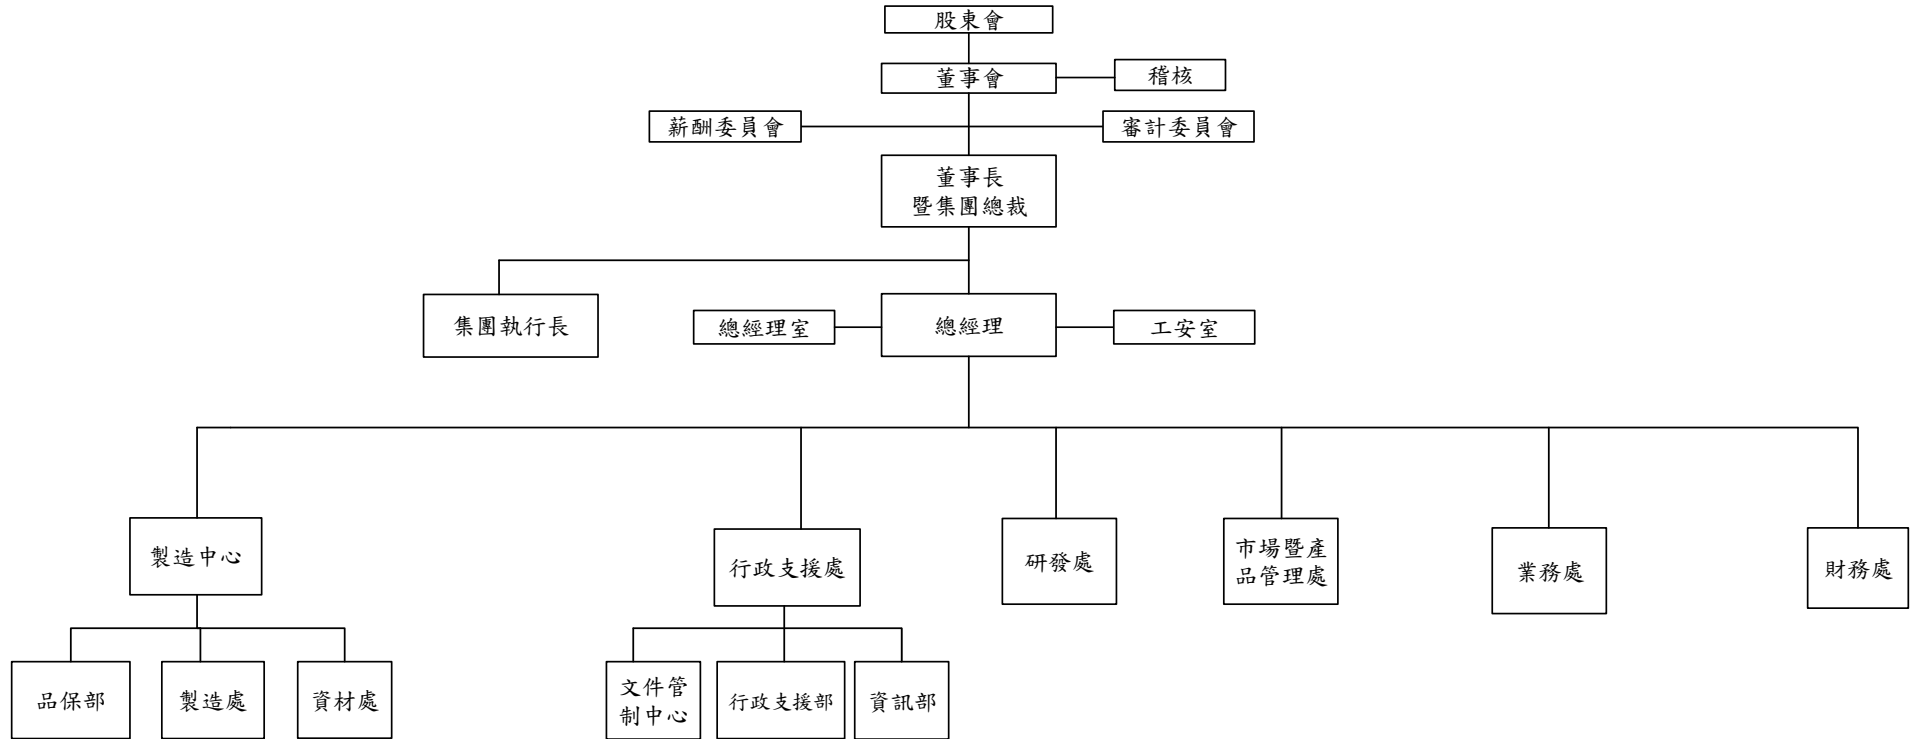 股東會
董事會
稽核
薪酬委員會
審計委員會
董事長
暨集團總裁
集團執行長
總經理室
總經理
工安室
製造中心
行政支援處
研發處
市場暨產
品管理處
業務處
財務處
品保部
製造處
資材處
文件管
制中心
行政支援部
資訊部